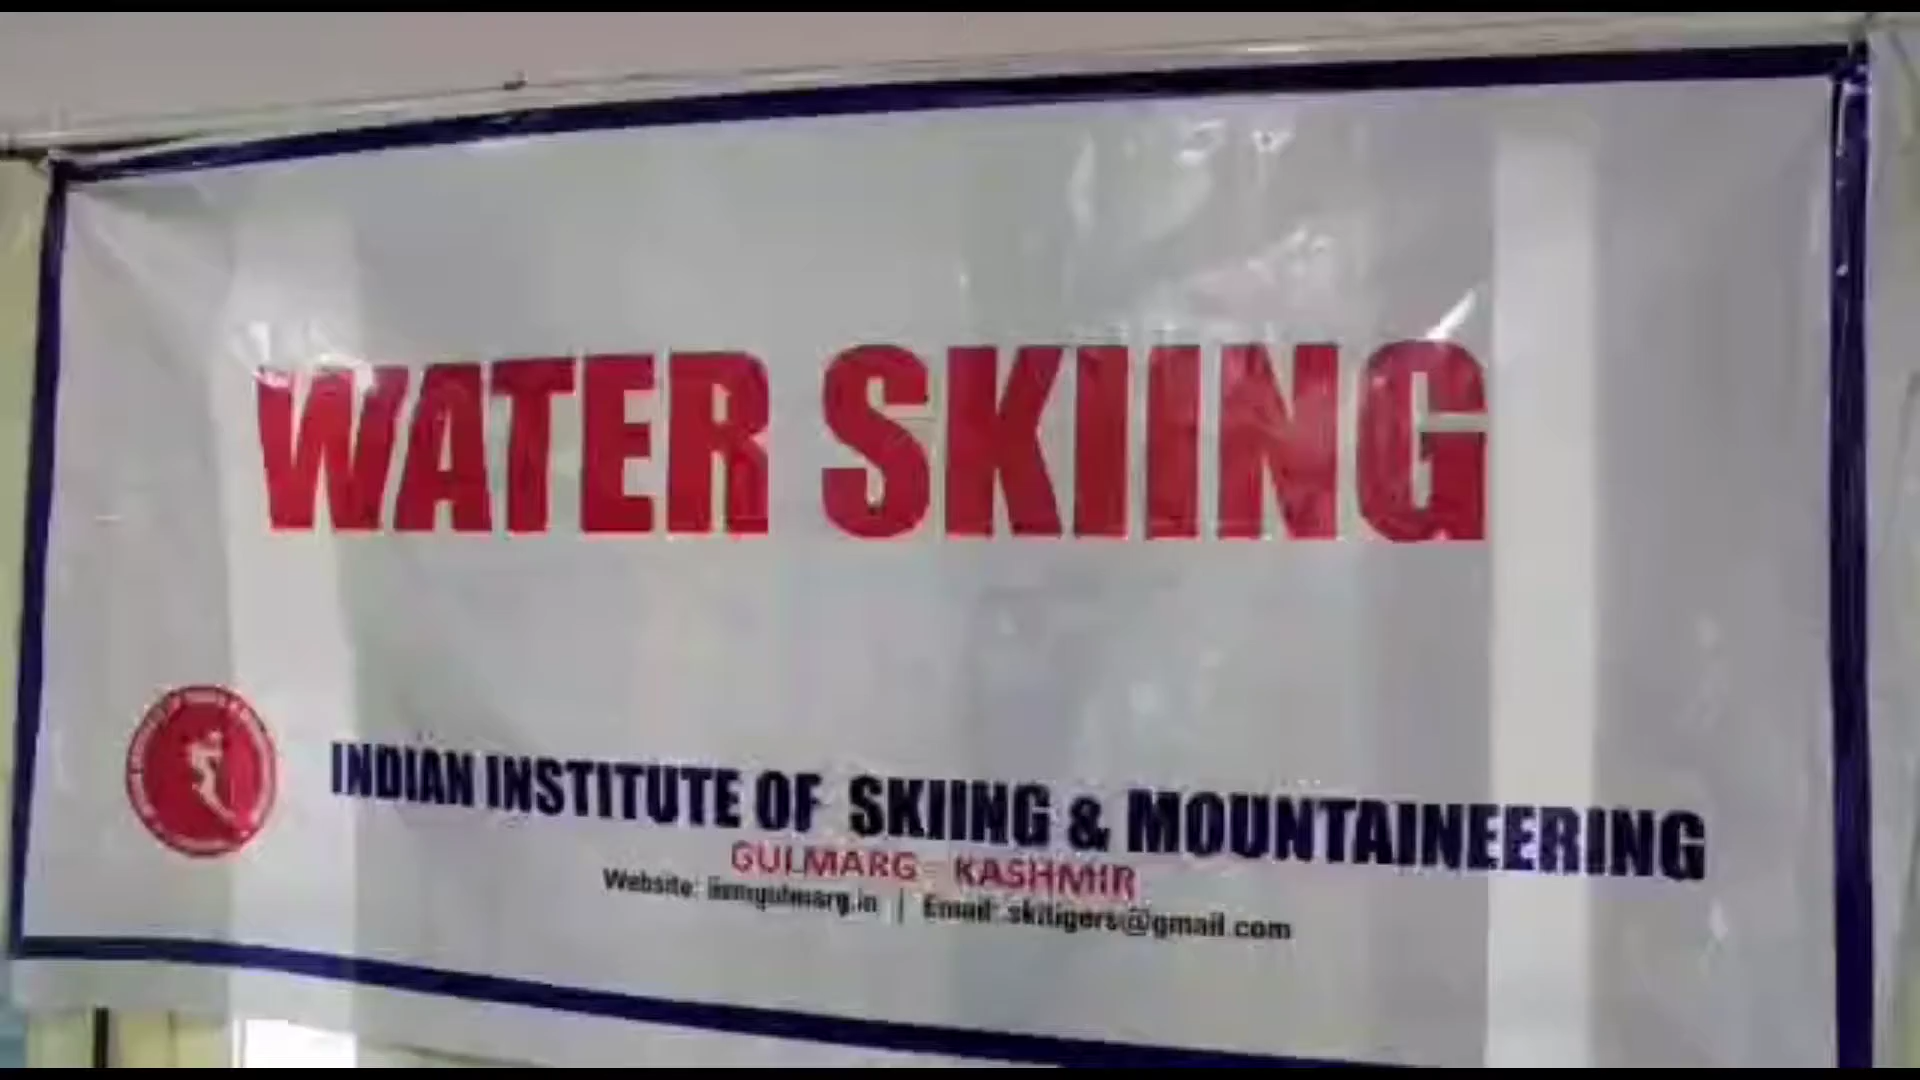 WATER SKIING
INDIAN INSTITUTE OF SKIING & MOUNTAINEERING
GULMARG - KASHMIR
Website: iismgulmarg.in | Email: skitigers@gmail.com